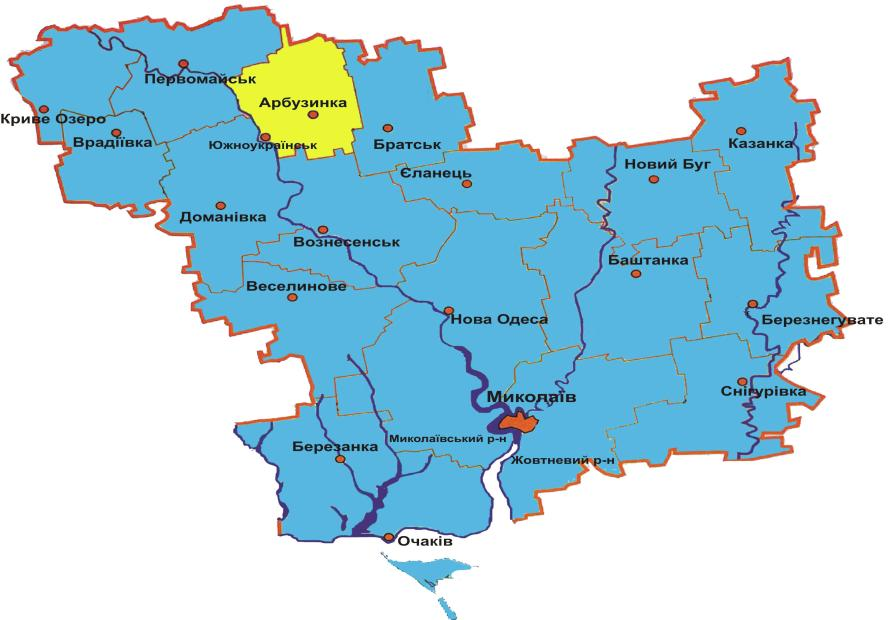 Первомайськ
Арбузинка
Криве Озеро
Врадіївка
Южноукраїнськ
Братськ
Казанка
Єланець
Новий Буг
Доманівка
Вознесенськ
Баштанка
Веселинове
Нова Одеса
Березнегувате
Миколаїв
Снігурівка
Березанка
Миколаївський р-н
Жовтневий р-н
Очаків